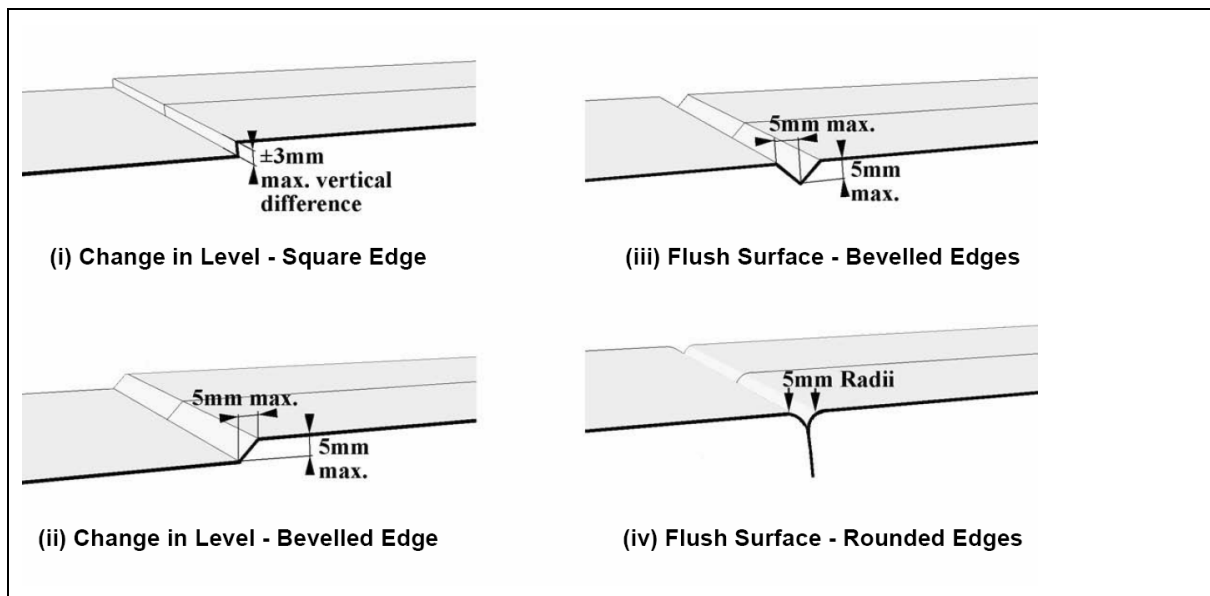 ±3mm
max. vertical
difference
(i) Change in Level - Square Edge
5mm max.
5mm
max.
(iii) Flush Surface - Bevelled Edges
5mm max.
5mm
max.
(ii) Change in Level - Bevelled Edge
5mm Radii
(iv) Flush Surface - Rounded Edges